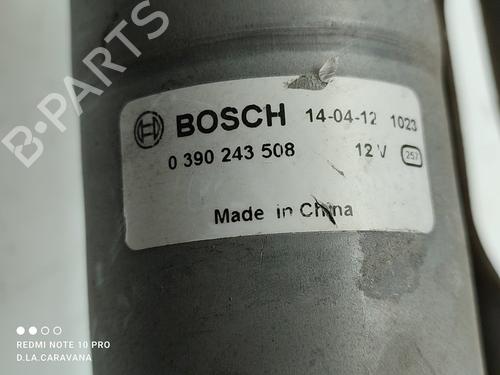 BOSCH 14-04-12 1023
0 390 243 508 12 V 257
Made in China
B-PARTS
REDMI NOTE 10 PRO
D.LA.CARAVANA